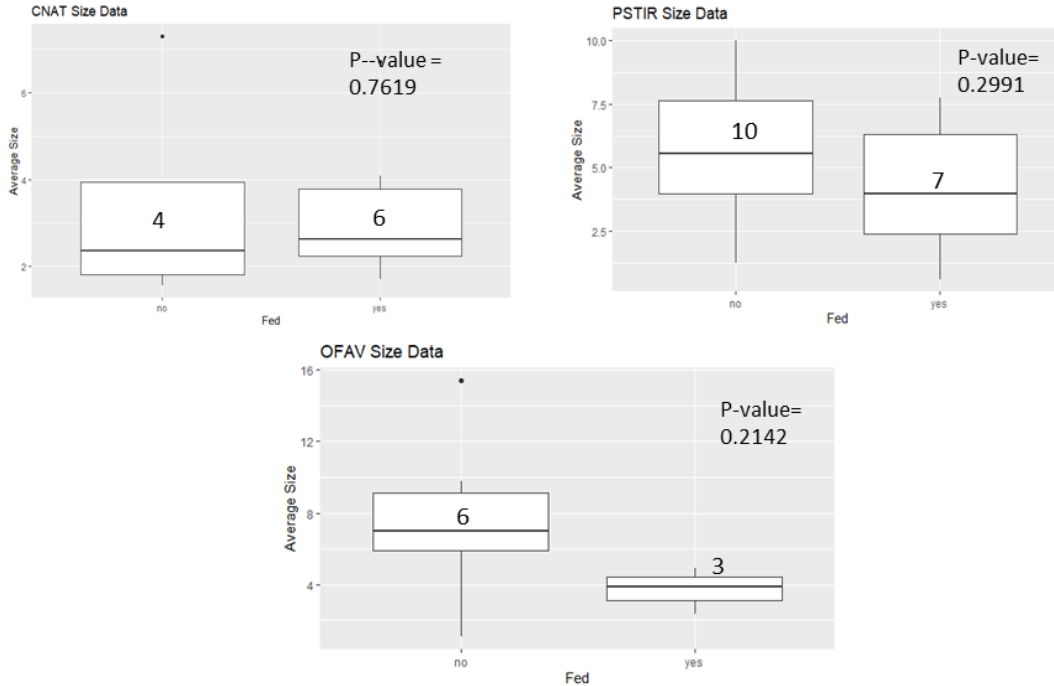 CNAT Size Data
P--value =
0.7619
6
4
2
4
6
Average Size
no
yes
Fed
PSTIR Size Data
P-value=
0.2991
10.0
7.5
5.0
2.5
10
7
Average Size
no
yes
Fed
OFAV Size Data
P-value=
0.2142
16
12
8
4
6
3
Average Size
no
yes
Fed